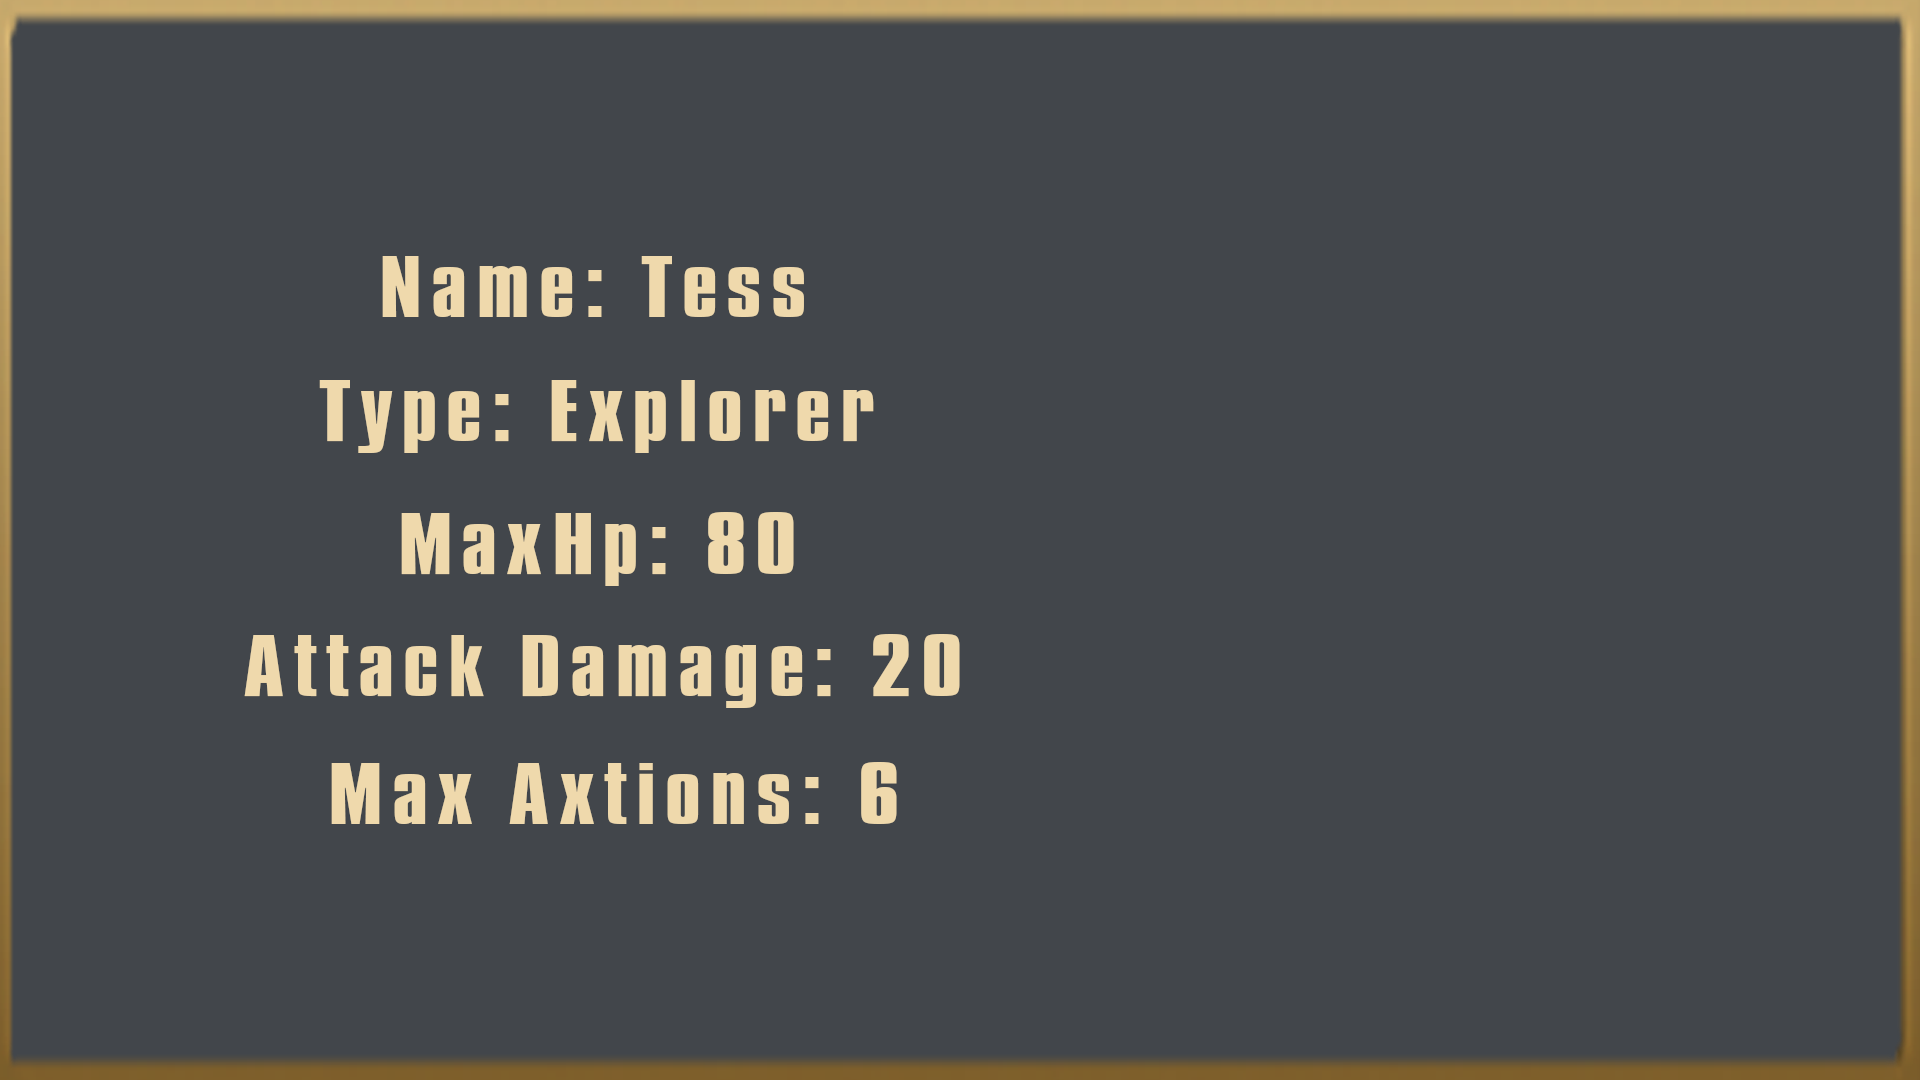 Name: Tess
Type: Explorer
MaxHp: 80
Attack Damage: 20
Max Axtions: 6